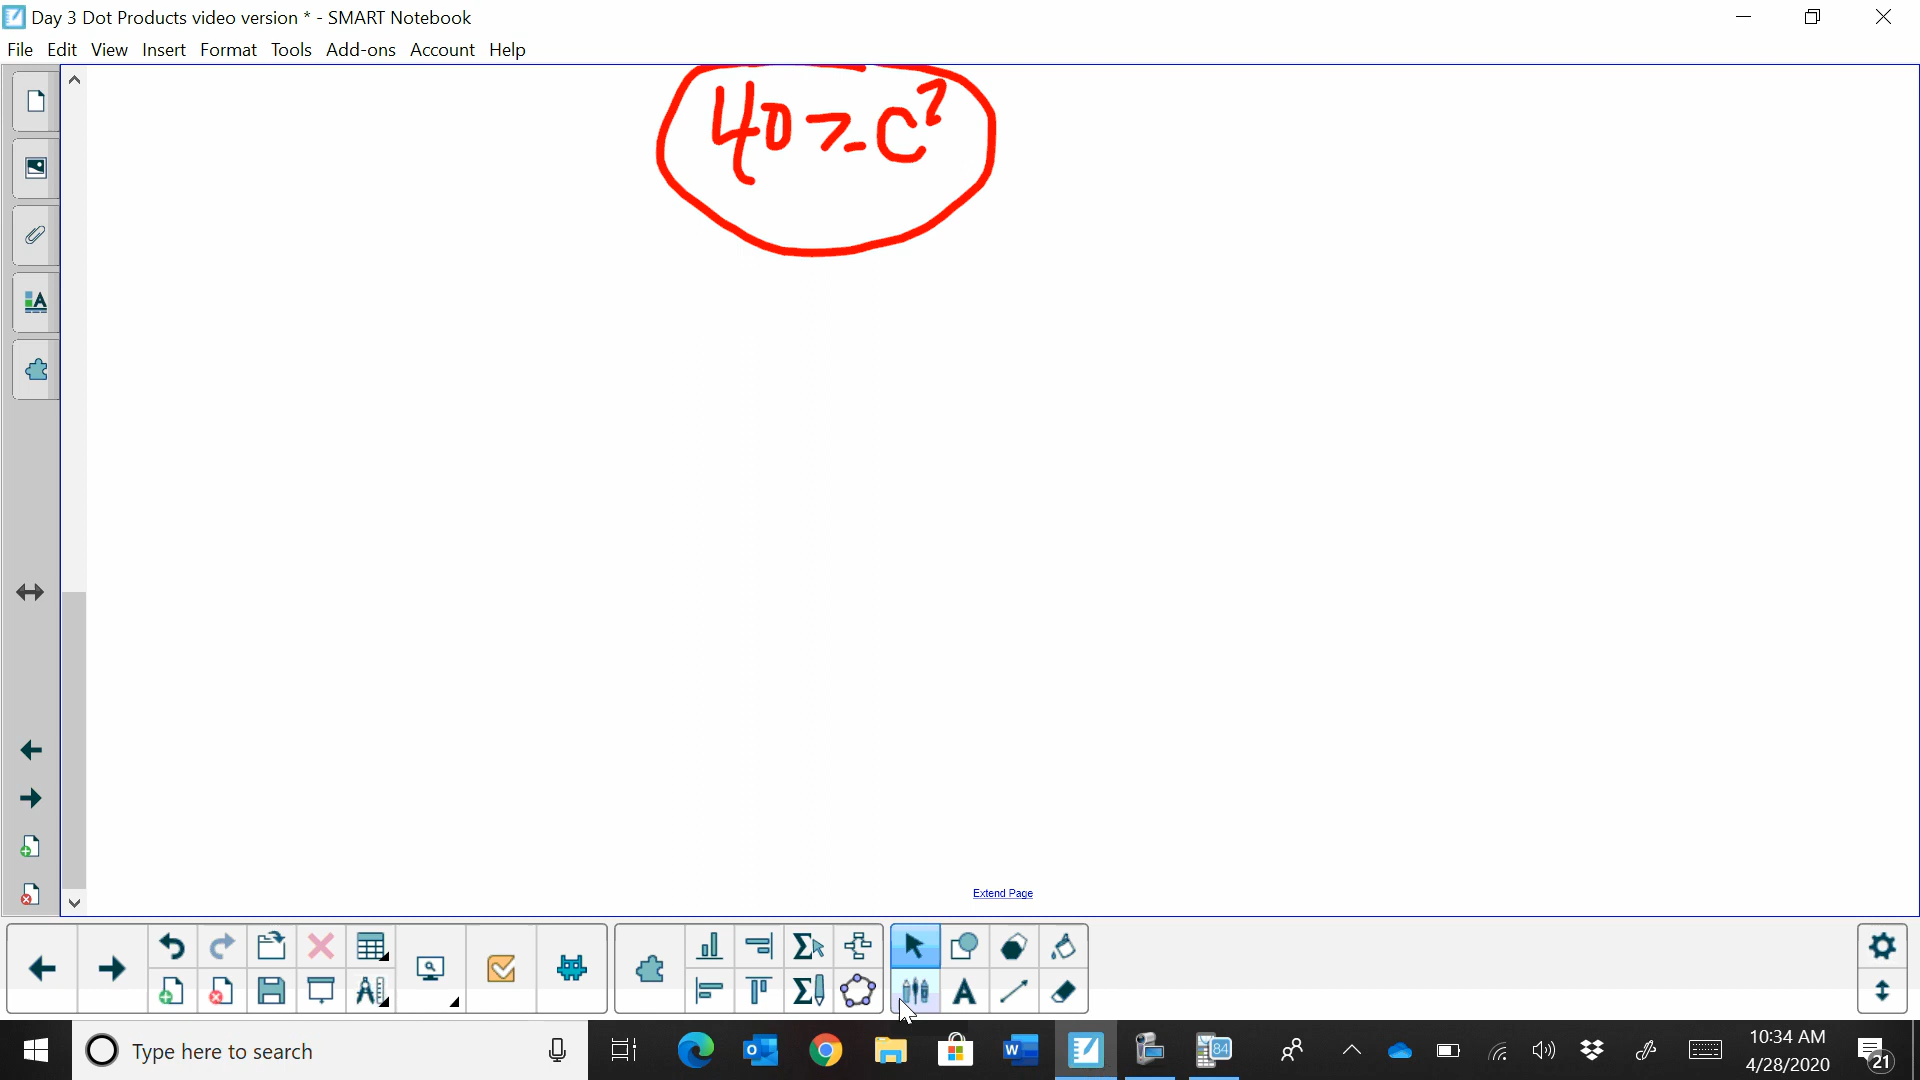 Day 3 Dot Products video version * - SMART Notebook
File Edit View Insert Format Tools Add-ons Account Help
40 = c²
Extend Page
Type here to search
84
10:34 AM
4/28/2020
21